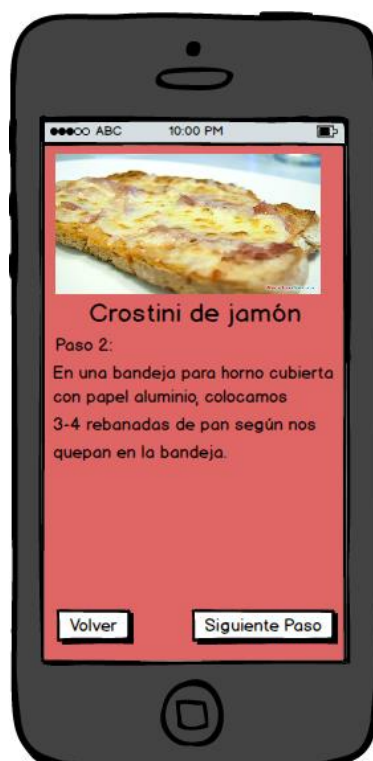 ABC 10:00 PM
Crostini de jamón
Paso 2:
En una bandeja para horno cubierta
con papel aluminio, colocamos
3-4 rebanadas de pan según nos
quepan en la bandeja.
Volver Siguiente Paso